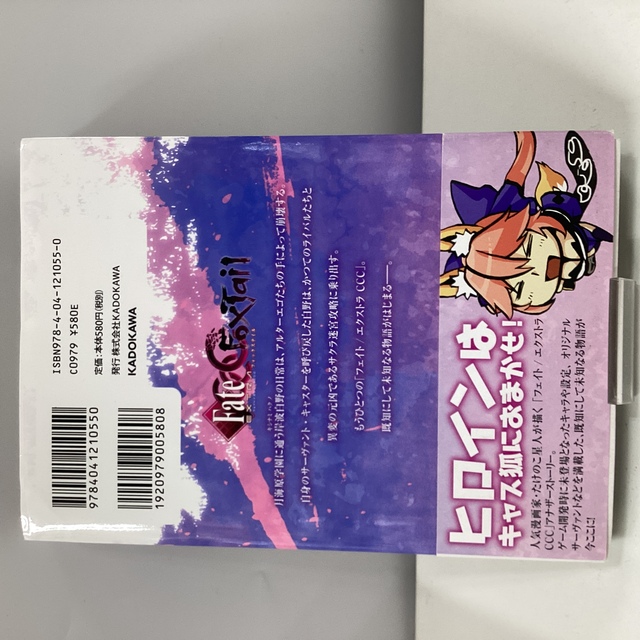 ISBN978-4-04-121055-0
C0979 ¥580E
定価:本体580円(税別)
発行 株式会社KADOKAWA
KADOKAWA
9784041210550
1920979005808
Fate
foxTail
月海原学園に通う岸波白野の日常は、アルターエゴたちの手によって崩壊する。
キシナミハクノ
自身のサーヴァント・キャスターを呼び戻した白野は、かつてのライバルたちと
異変の元凶であるサクラ迷宮攻略に乗り出す。
もうひとつの『フェイト/エクストラ CCC』。
既知にして未知なる物語がはじまる——。
ヒロインは
キャス狐におまかせ!
人気漫画家・たけのこ星人が描く『フェイト/エクストラ
CCC』アナザーストーリー。
ゲーム開発時に未登場となったキャラや設定、オリジナル
サーヴァントなどを満載した、既知にして未知なる物語が
今ここに!